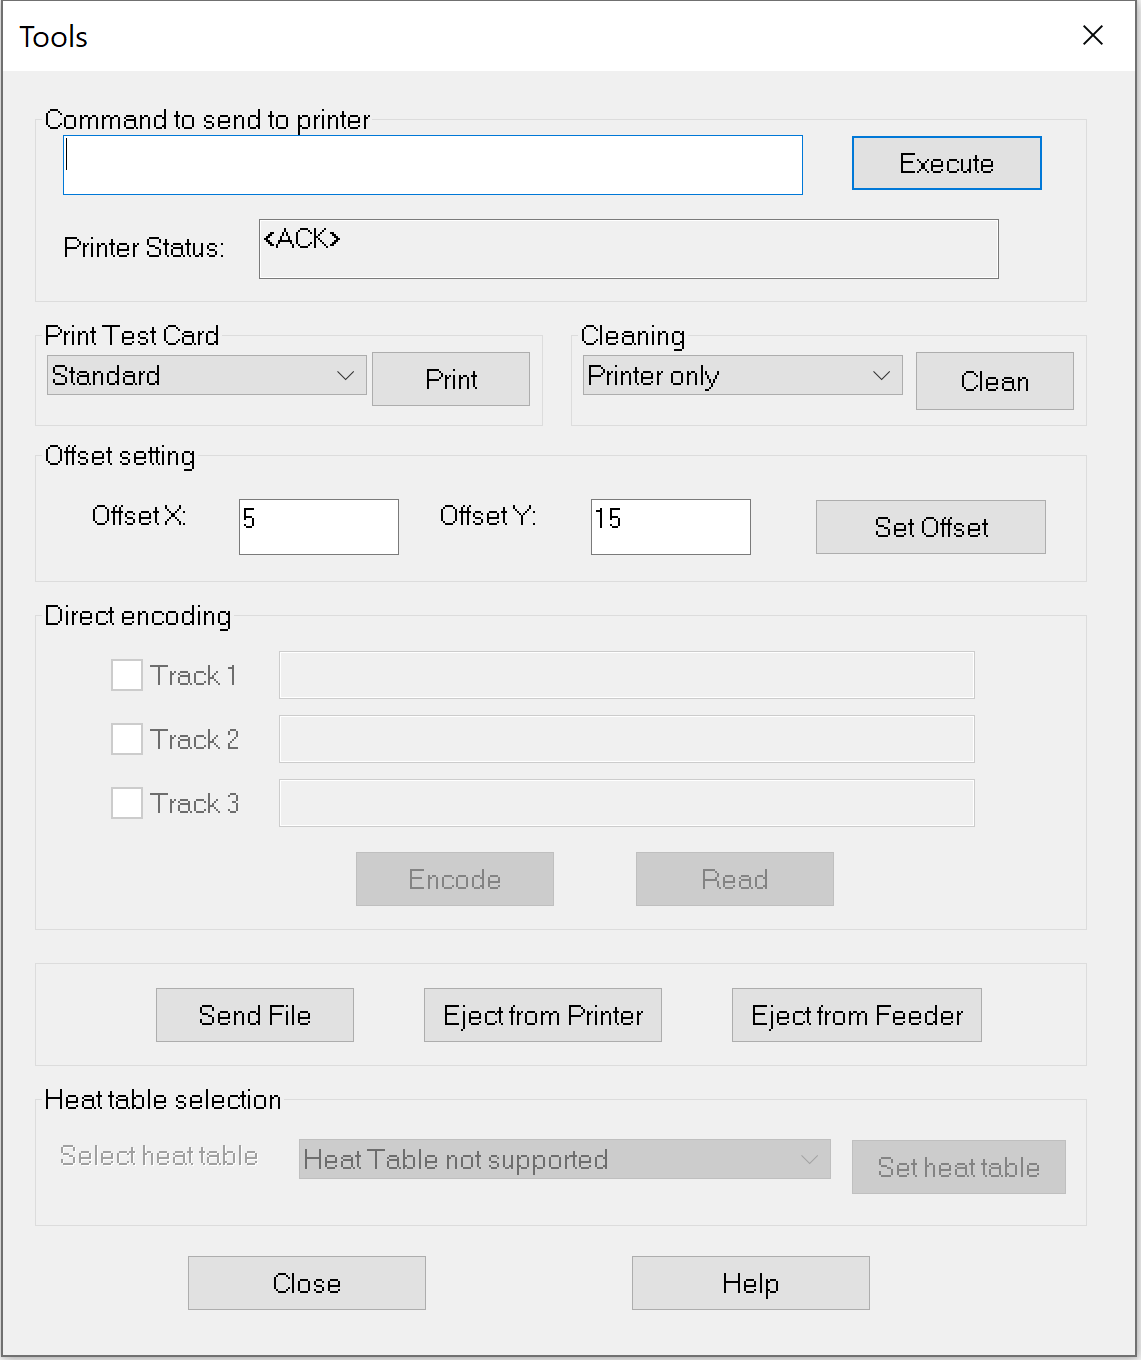 Tools
Command to send to printer
Execute
Printer Status:
<ACK>
Print Test Card
Standard
Print
Cleaning
Printer only
Clean
Offset setting
Offset X:
5
Offset Y:
15
Set Offset
Direct encoding
Track 1
Track 2
Track 3
Encode
Read
Send File
Eject from Printer
Eject from Feeder
Heat table selection
Select heat table
Heat Table not supported
Set heat table
Close
Help